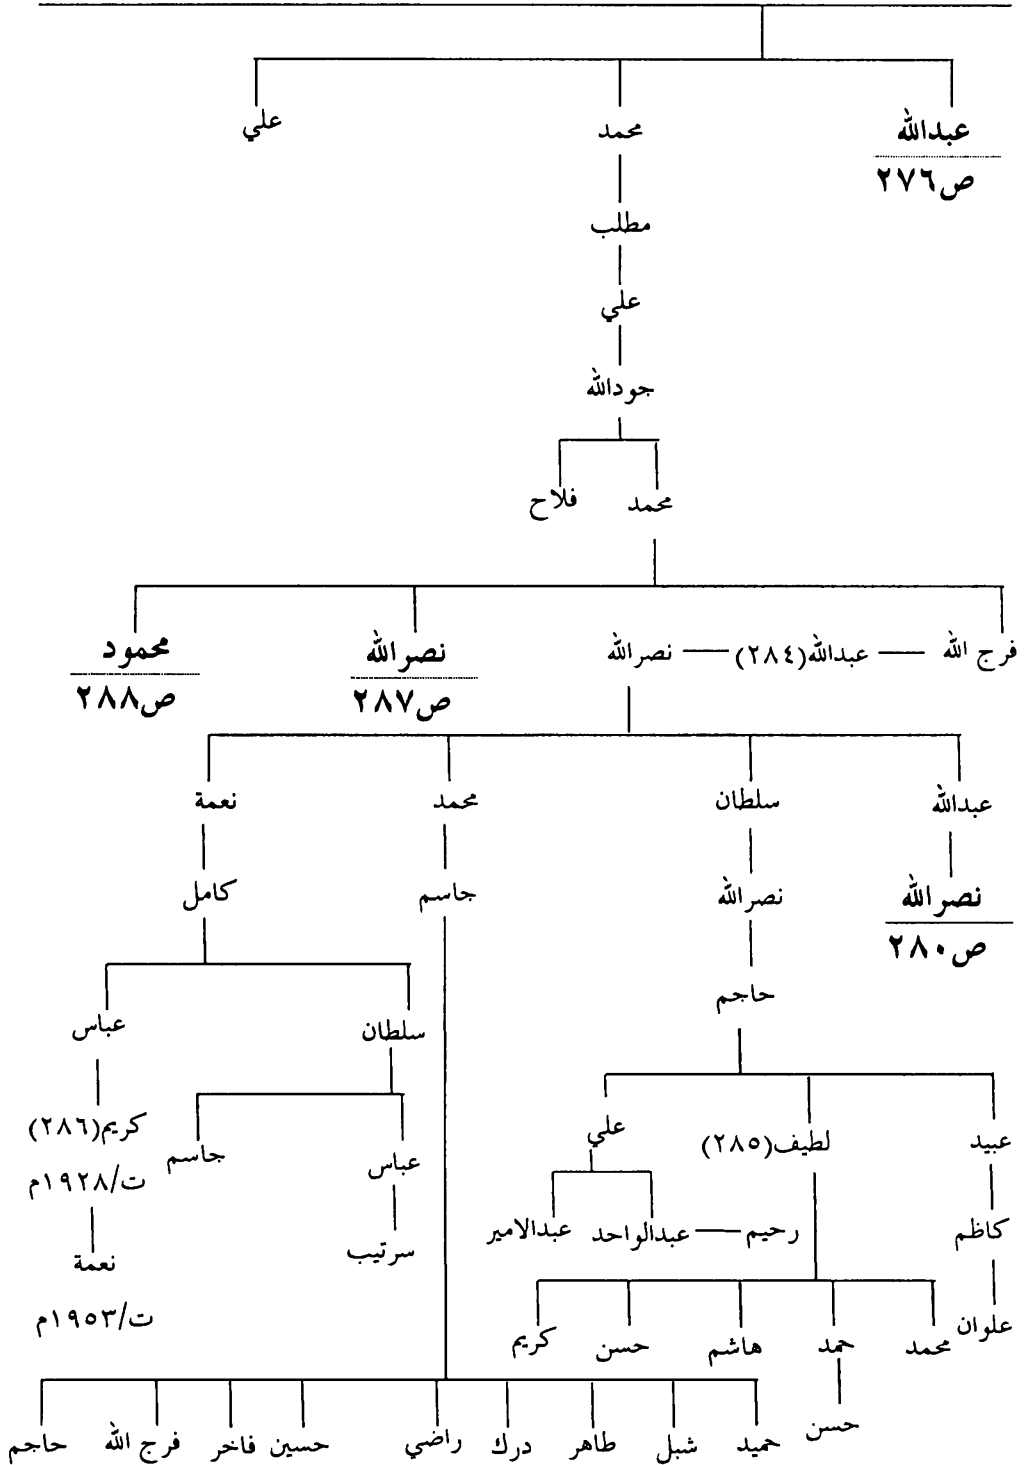 عبدالله محمد علي
ص٢٧٦
مطلب
علي
جودالله
محمد فلاح
فرج الله — عبدالله(٢٨٤) — نصرالله نصرالله محمود
ص٢٨٧ ص٢٨٨
عبدالله سلطان محمد نعمة
نصرالله نصرالله جاسم كامل
ص٢٨٠
حاجم
سلطان عباس
عبيد لطيف(٢٨٥) علي عباس جاسم كريم(٢٨٦)
ت/١٩٢٨م
كاظم رحيم — عبدالواحد عبدالامير سرتيب نعمة
علوان ت/١٩٥٣م
محمد حمد هاشم حسن كريم
حسن
حميد شبل طاهر درك راضي حسين فاخر فرج الله حاجم